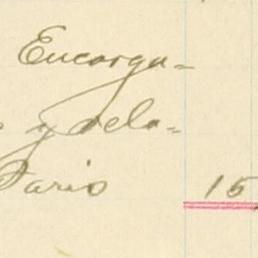 Encarga-
y dela-
Paris 15